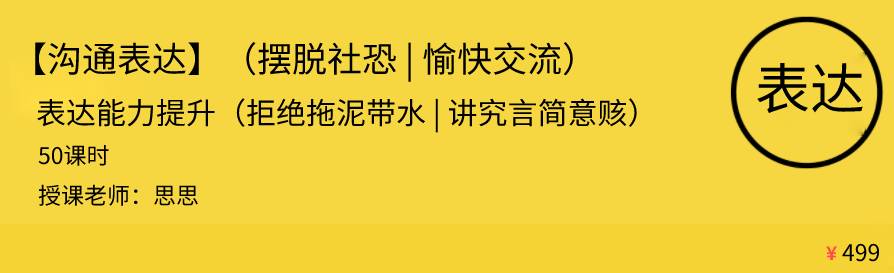 【沟通表达】（摆脱社恐 | 愉快交流）
表达
表达能力提升（拒绝拖泥带水 | 讲究言简意赅）
50课时
授课老师：思思
¥ 499